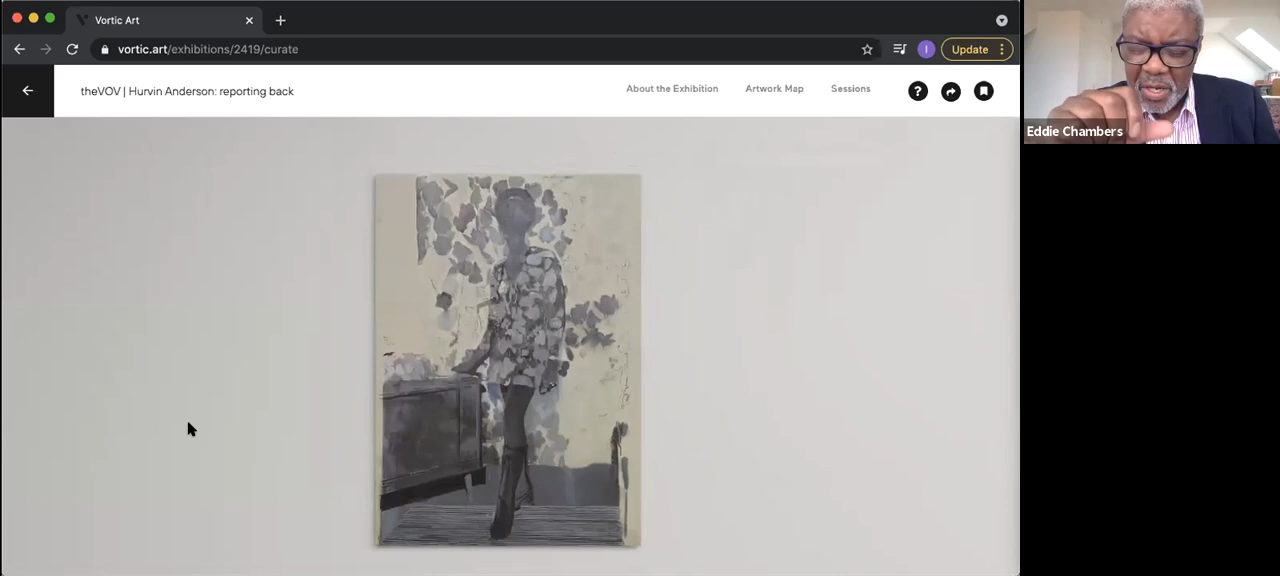 Vortic Art
vortic.art/exhibitions/2419/curate
I
Update
theVOV | Hurvin Anderson: reporting back
About the Exhibition
Artwork Map
Sessions
?
Eddie Chambers